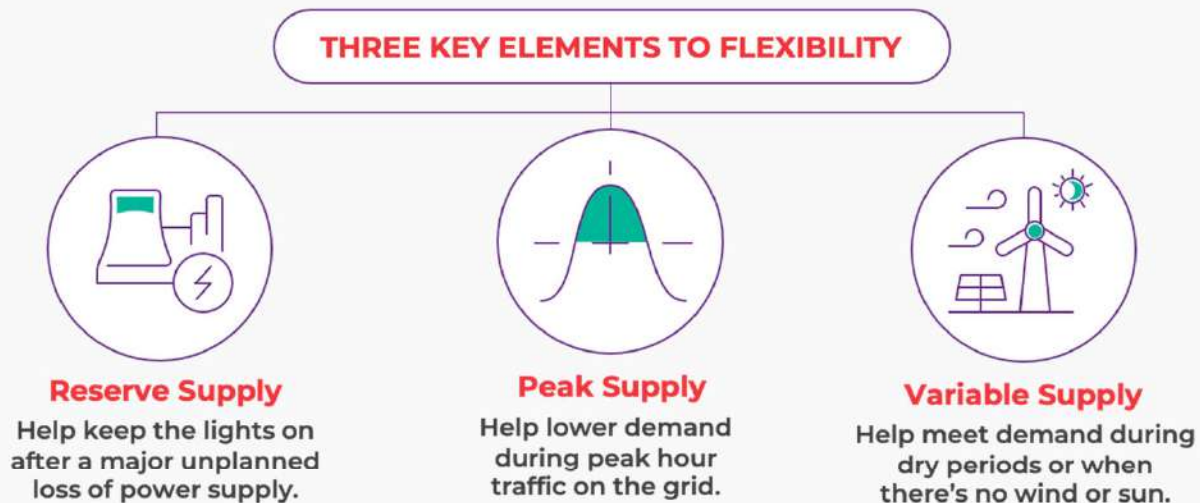 THREE KEY ELEMENTS TO FLEXIBILITY
Reserve Supply
Help keep the lights on
after a major unplanned
loss of power supply.
Peak Supply
Help lower demand
during peak hour
traffic on the grid.
Variable Supply
Help meet demand during
dry periods or when
there's no wind or sun.